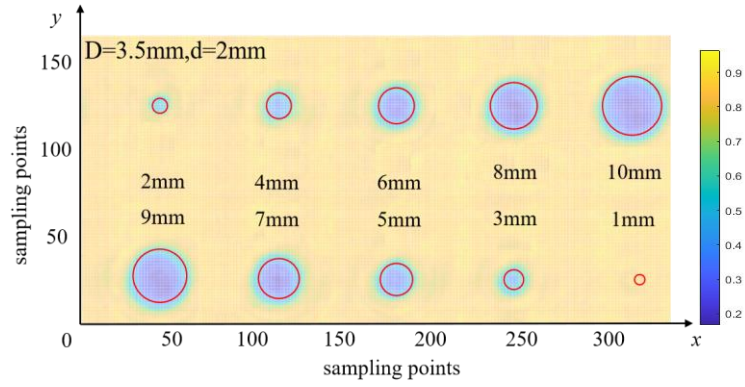 y
D=3.5mm,d=2mm
150
100
50
0
sampling points
2mm 4mm 6mm 8mm 10mm
9mm 7mm 5mm 3mm 1mm
50 100 150 200 250 300 x
sampling points
0.9
0.8
0.7
0.6
0.5
0.4
0.3
0.2